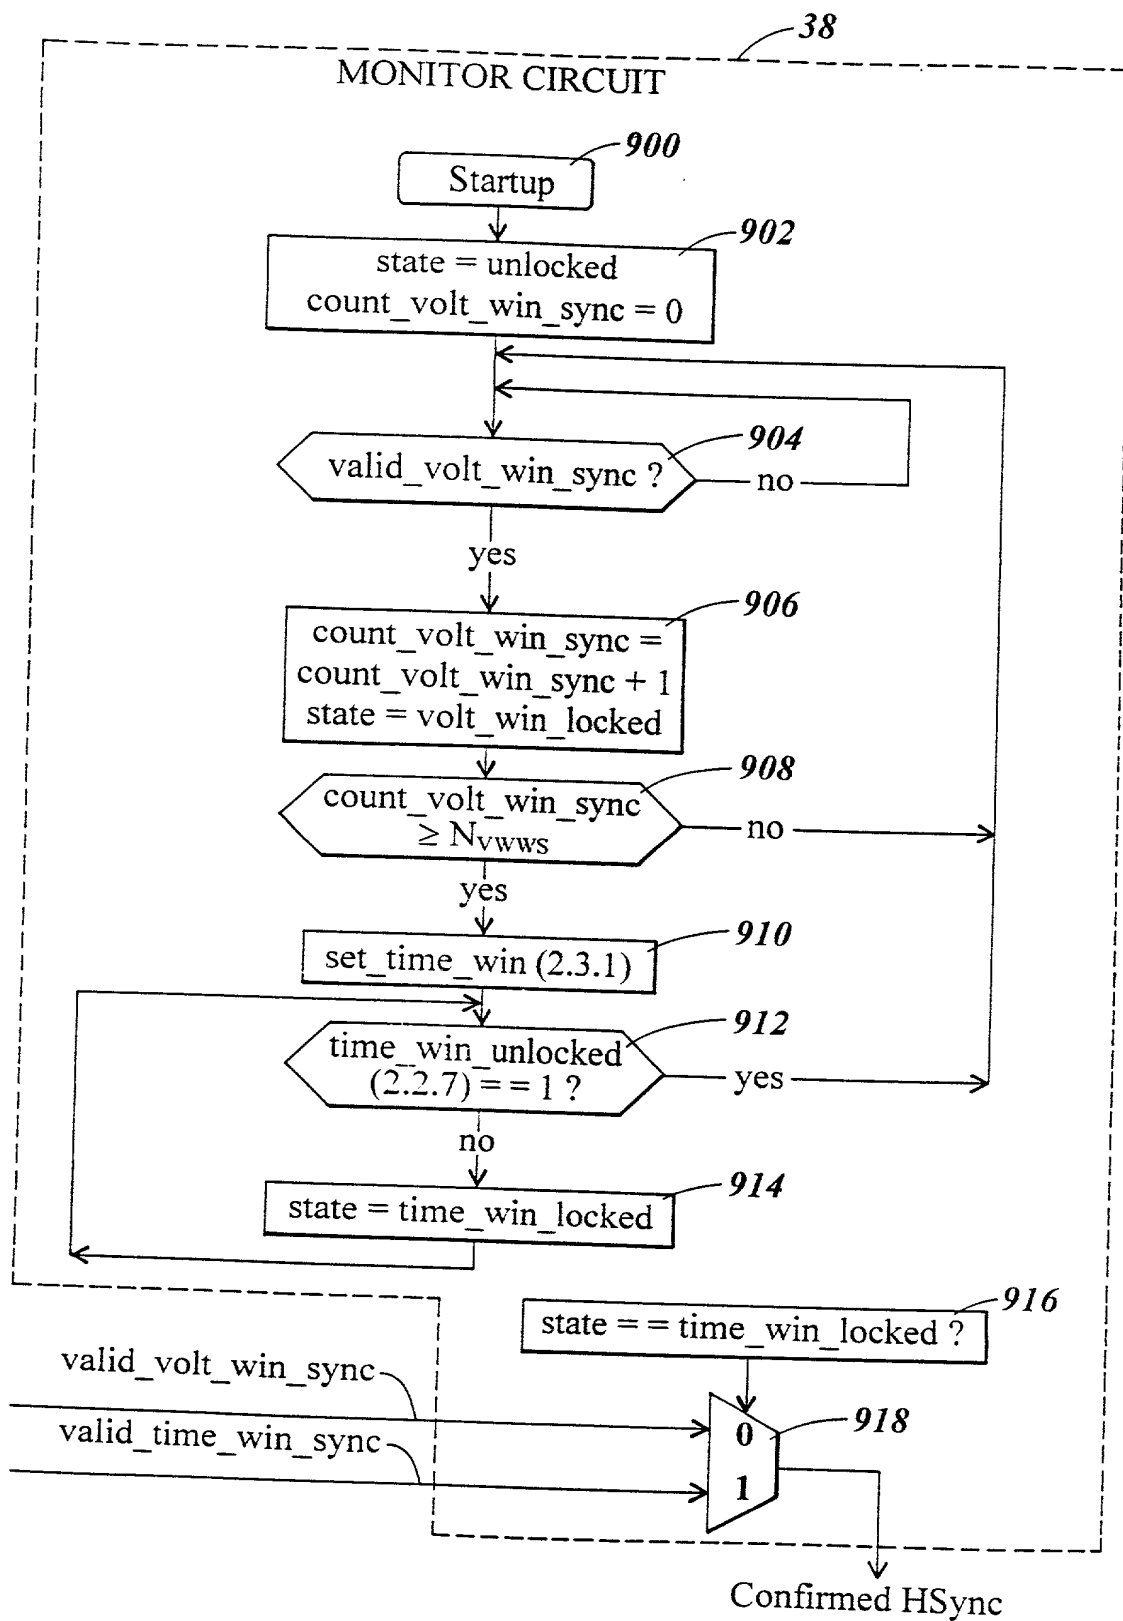 38
MONITOR CIRCUIT
900
Startup
902
state = unlocked
count_volt_win_sync = 0
904
valid_volt_win_sync ?
no
yes
906
count_volt_win_sync =
count_volt_win_sync + 1
state = volt_win_locked
908
count_volt_win_sync
≥ NVWWS
no
yes
910
set_time_win (2.3.1)
912
time_win_unlocked
(2.2.7) = = 1 ?
yes
no
914
state = time_win_locked
916
state = = time_win_locked ?
valid_volt_win_sync
918
0
valid_time_win_sync
1
Confirmed HSync